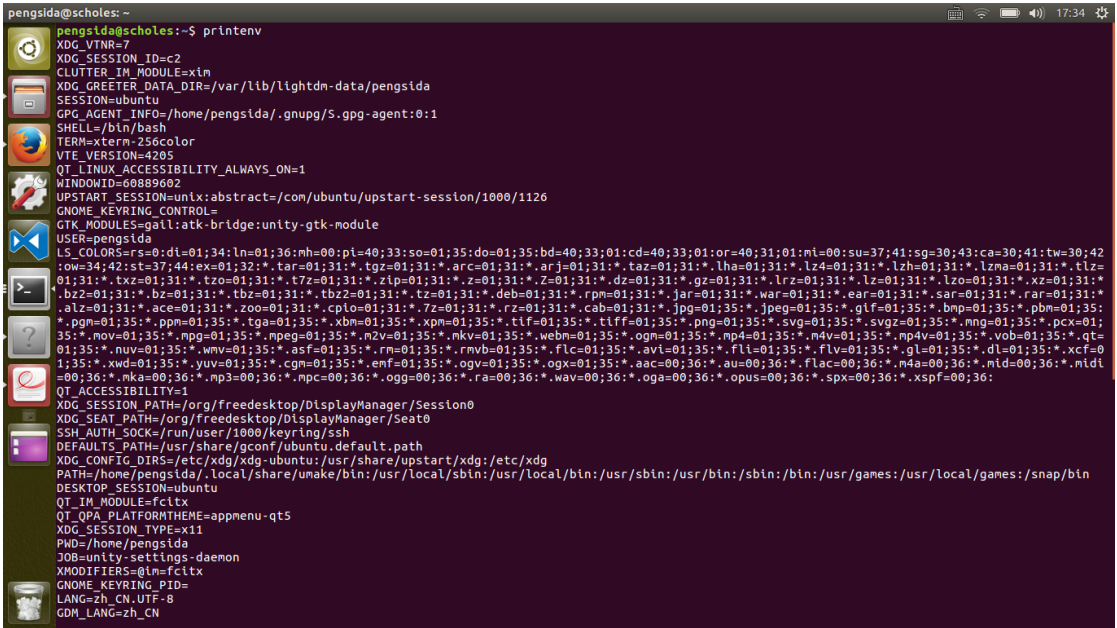 pengsida@scholes: ~
17:34
pengsida@scholes:~$ printenv
XDG_VTNR=7
XDG_SESSION_ID=c2
CLUTTER_IM_MODULE=xim
XDG_GREETER_DATA_DIR=/var/lib/lightdm-data/pengsida
SESSION=ubuntu
GPG_AGENT_INFO=/home/pengsida/.gnupg/S.gpg-agent:0:1
SHELL=/bin/bash
TERM=xterm-256color
VTE_VERSION=4205
QT_LINUX_ACCESSIBILITY_ALWAYS_ON=1
WINDOWID=60889602
UPSTART_SESSION=unix:abstract=/com/ubuntu/upstart-session/1000/1126
GNOME_KEYRING_CONTROL=
GTK_MODULES=gail:atk-bridge:unity-gtk-module
USER=pengsida
LS_COLORS=rs=0:di=01;34:ln=01;36:mh=00:pi=40;33:so=01;35:do=01;35:bd=40;33;01:cd=40;33;01:or=40;31;01:mi=00:su=37;41:sg=30;43:ca=30;41:tw=30;42
:ow=34;42:st=37;44:ex=01;32:*.tar=01;31:*.tgz=01;31:*.arc=01;31:*.arj=01;31:*.taz=01;31:*.lha=01;31:*.lz4=01;31:*.lzh=01;31:*.lzma=01;31:*.tlz=
01;31:*.txz=01;31:*.tzo=01;31:*.t7z=01;31:*.zip=01;31:*.z=01;31:*.Z=01;31:*.dz=01;31:*.gz=01;31:*.lrz=01;31:*.lz=01;31:*.lzo=01;31:*.xz=01;31:*
.bz2=01;31:*.bz=01;31:*.tbz=01;31:*.tbz2=01;31:*.tz=01;31:*.deb=01;31:*.rpm=01;31:*.jar=01;31:*.war=01;31:*.ear=01;31:*.sar=01;31:*.rar=01;31:*
.alz=01;31:*.ace=01;31:*.zoo=01;31:*.cpio=01;31:*.7z=01;31:*.rz=01;31:*.cab=01;31:*.jpg=01;35:*.jpeg=01;35:*.gif=01;35:*.bmp=01;35:*.pbm=01;35:
*.pgm=01;35:*.ppm=01;35:*.tga=01;35:*.xbm=01;35:*.xpm=01;35:*.tif=01;35:*.tiff=01;35:*.png=01;35:*.svg=01;35:*.svgz=01;35:*.mng=01;35:*.pcx=01;
35:*.mov=01;35:*.mpg=01;35:*.mpeg=01;35:*.m2v=01;35:*.mkv=01;35:*.webm=01;35:*.ogm=01;35:*.mp4=01;35:*.m4v=01;35:*.mp4v=01;35:*.vob=01;35:*.qt=
01;35:*.nuv=01;35:*.wmv=01;35:*.asf=01;35:*.rm=01;35:*.rmvb=01;35:*.flc=01;35:*.avi=01;35:*.fli=01;35:*.flv=01;35:*.gl=01;35:*.dl=01;35:*.xcf=0
1;35:*.xwd=01;35:*.yuv=01;35:*.cgm=01;35:*.emf=01;35:*.ogv=01;35:*.ogx=01;35:*.aac=00;36:*.au=00;36:*.flac=00;36:*.m4a=00;36:*.mid=00;36:*.midi
=00;36:*.mka=00;36:*.mp3=00;36:*.mpc=00;36:*.ogg=00;36:*.ra=00;36:*.wav=00;36:*.oga=00;36:*.opus=00;36:*.spx=00;36:*.xspf=00;36:
QT_ACCESSIBILITY=1
XDG_SESSION_PATH=/org/freedesktop/DisplayManager/Session0
XDG_SEAT_PATH=/org/freedesktop/DisplayManager/Seat0
SSH_AUTH_SOCK=/run/user/1000/keyring/ssh
DEFAULTS_PATH=/usr/share/gconf/ubuntu.default.path
XDG_CONFIG_DIRS=/etc/xdg/xdg-ubuntu:/usr/share/upstart/xdg:/etc/xdg
PATH=/home/pengsida/.local/share/umake/bin:/usr/local/sbin:/usr/local/bin:/usr/sbin:/usr/bin:/sbin:/bin:/usr/games:/usr/local/games:/snap/bin
DESKTOP_SESSION=ubuntu
QT_IM_MODULE=fcitx
QT_QPA_PLATFORMTHEME=appmenu-qt5
XDG_SESSION_TYPE=x11
PWD=/home/pengsida
JOB=unity-settings-daemon
XMODIFIERS=@im=fcitx
GNOME_KEYRING_PID=
LANG=zh_CN.UTF-8
GDM_LANG=zh_CN